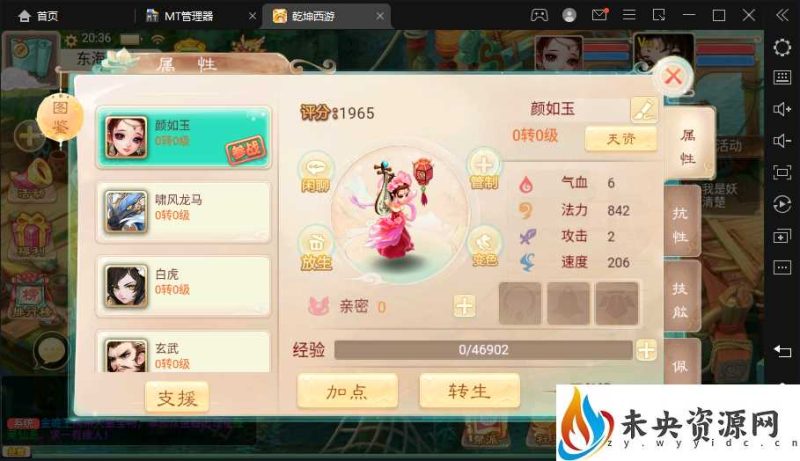 首页
MT管理器
乾坤西游
20:36
东海
属性
图鉴
颜如玉
0转0级
参战
啸风龙马
0转0级
白虎
0转0级
玄武
0转0级
支援
评分:1965
闲聊
管制
放生
变色
亲密 0
颜如玉
0转0级
天资
气血 6
法力 842
攻击 2
速度 206
经验
0/46902
加点
转生
属性
抗性
技能
佩
活动
我是妖
清楚
系统
未央资源网
zy.wyyidc.cn